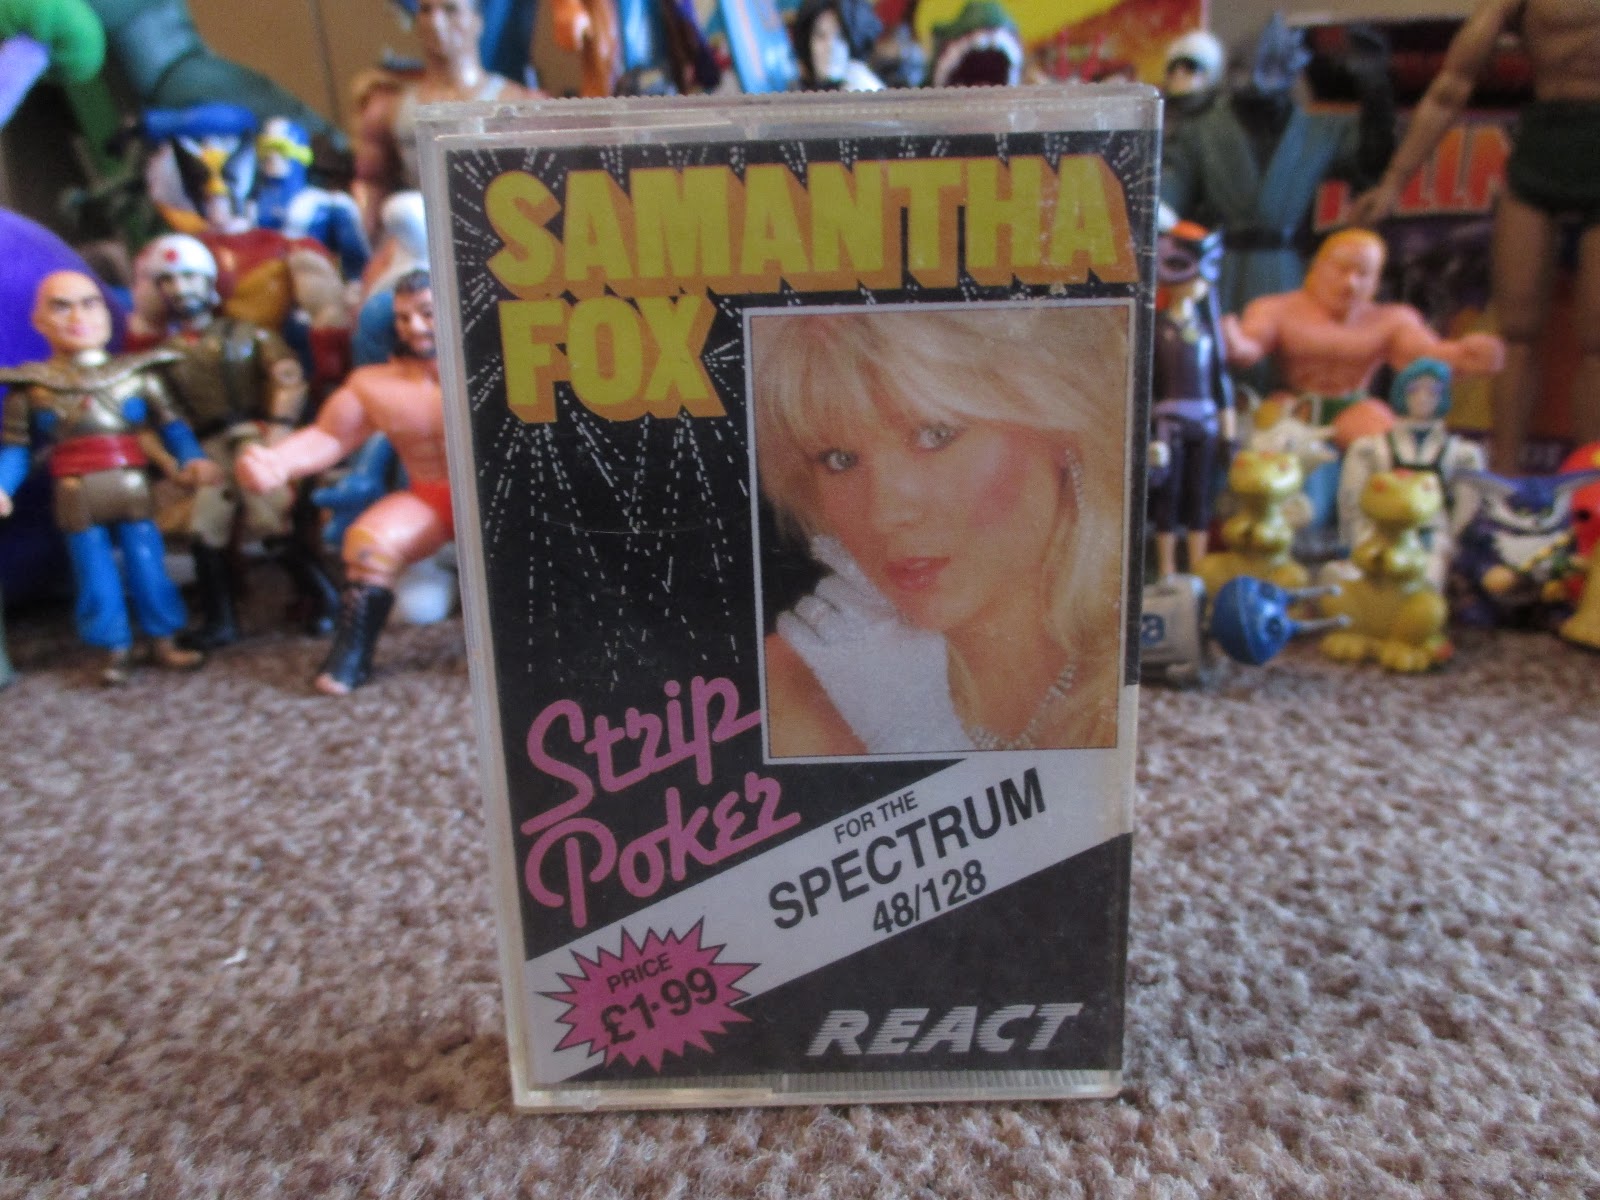 SAMANTHA
FOX
Strip
Poker
FOR THE
SPECTRUM
48/128
PRICE
£1·99
REACT